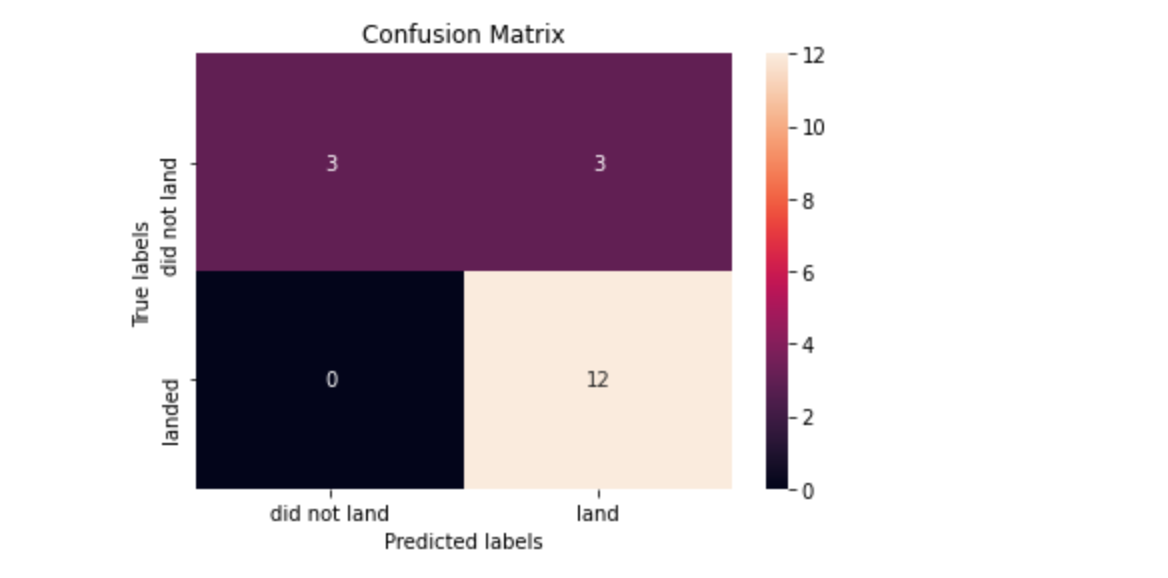 Confusion Matrix
True labels
did not land
landed
3 3
0 12
did not land land
Predicted labels
12
10
8
6
4
2
0